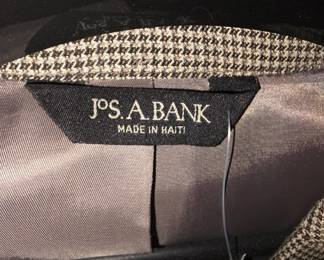 JOS. A. BANK
MADE IN HAITI